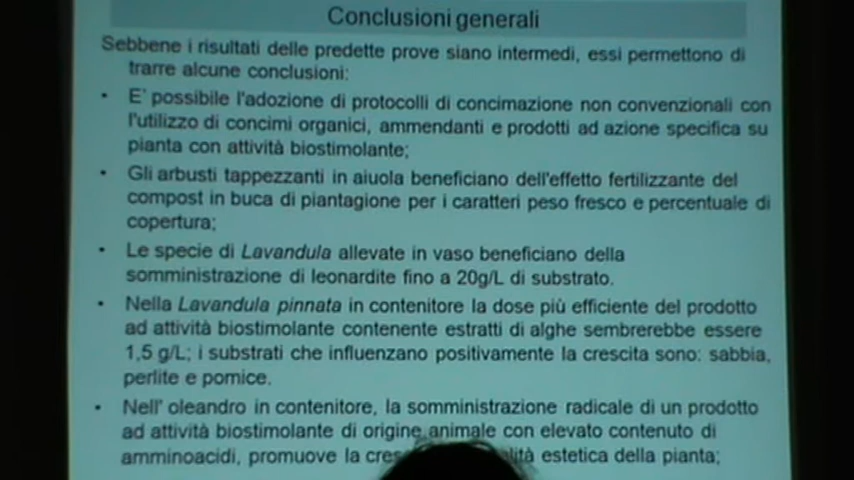 Conclusioni generali
Sebbene i risultati delle predette prove siano intermedi, essi permettono di
trarre alcune conclusioni:
• E' possibile l'adozione di protocolli di concimazione non convenzionali con
l'utilizzo di concimi organici, ammendanti e prodotti ad azione specifica su
pianta con attività biostimolante;
• Gli arbusti tappezzanti in aiuola beneficiano dell'effetto fertilizzante del
compost in buca di piantagione per i caratteri peso fresco e percentuale di
copertura;
• Le specie di Lavandula allevate in vaso beneficiano della
somministrazione di leonardite fino a 20g/L di substrato.
• Nella Lavandula pinnata in contenitore la dose più efficiente del prodotto
ad attività biostimolante contenente estratti di alghe sembrerebbe essere
1,5 g/L; i substrati che influenzano positivamente la crescita sono: sabbia,
perlite e pomice.
• Nell' oleandro in contenitore, la somministrazione radicale di un prodotto
ad attività biostimolante di origine animale con elevato contenuto di
amminoacidi, promuove la estetica della pianta;